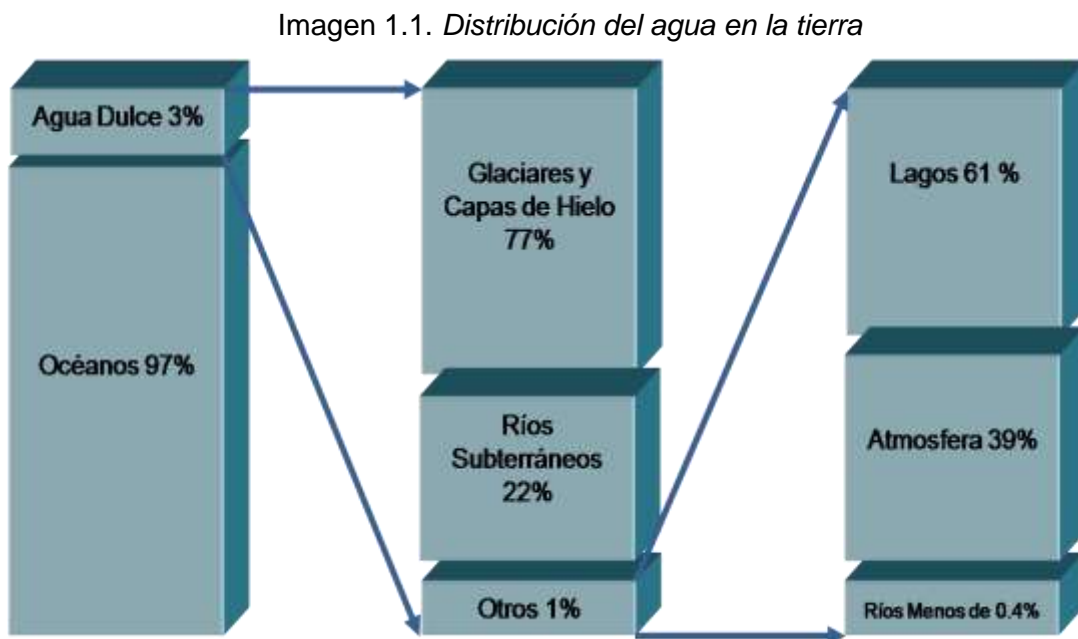 Imagen 1.1. Distribución del agua en la tierra
Agua Dulce 3%
Océanos 97%
Glaciares y
Capas de Hielo
77%
Ríos
Subterráneos
22%
Otros 1%
Lagos 61 %
Atmosfera 39%
Ríos Menos de 0.4%